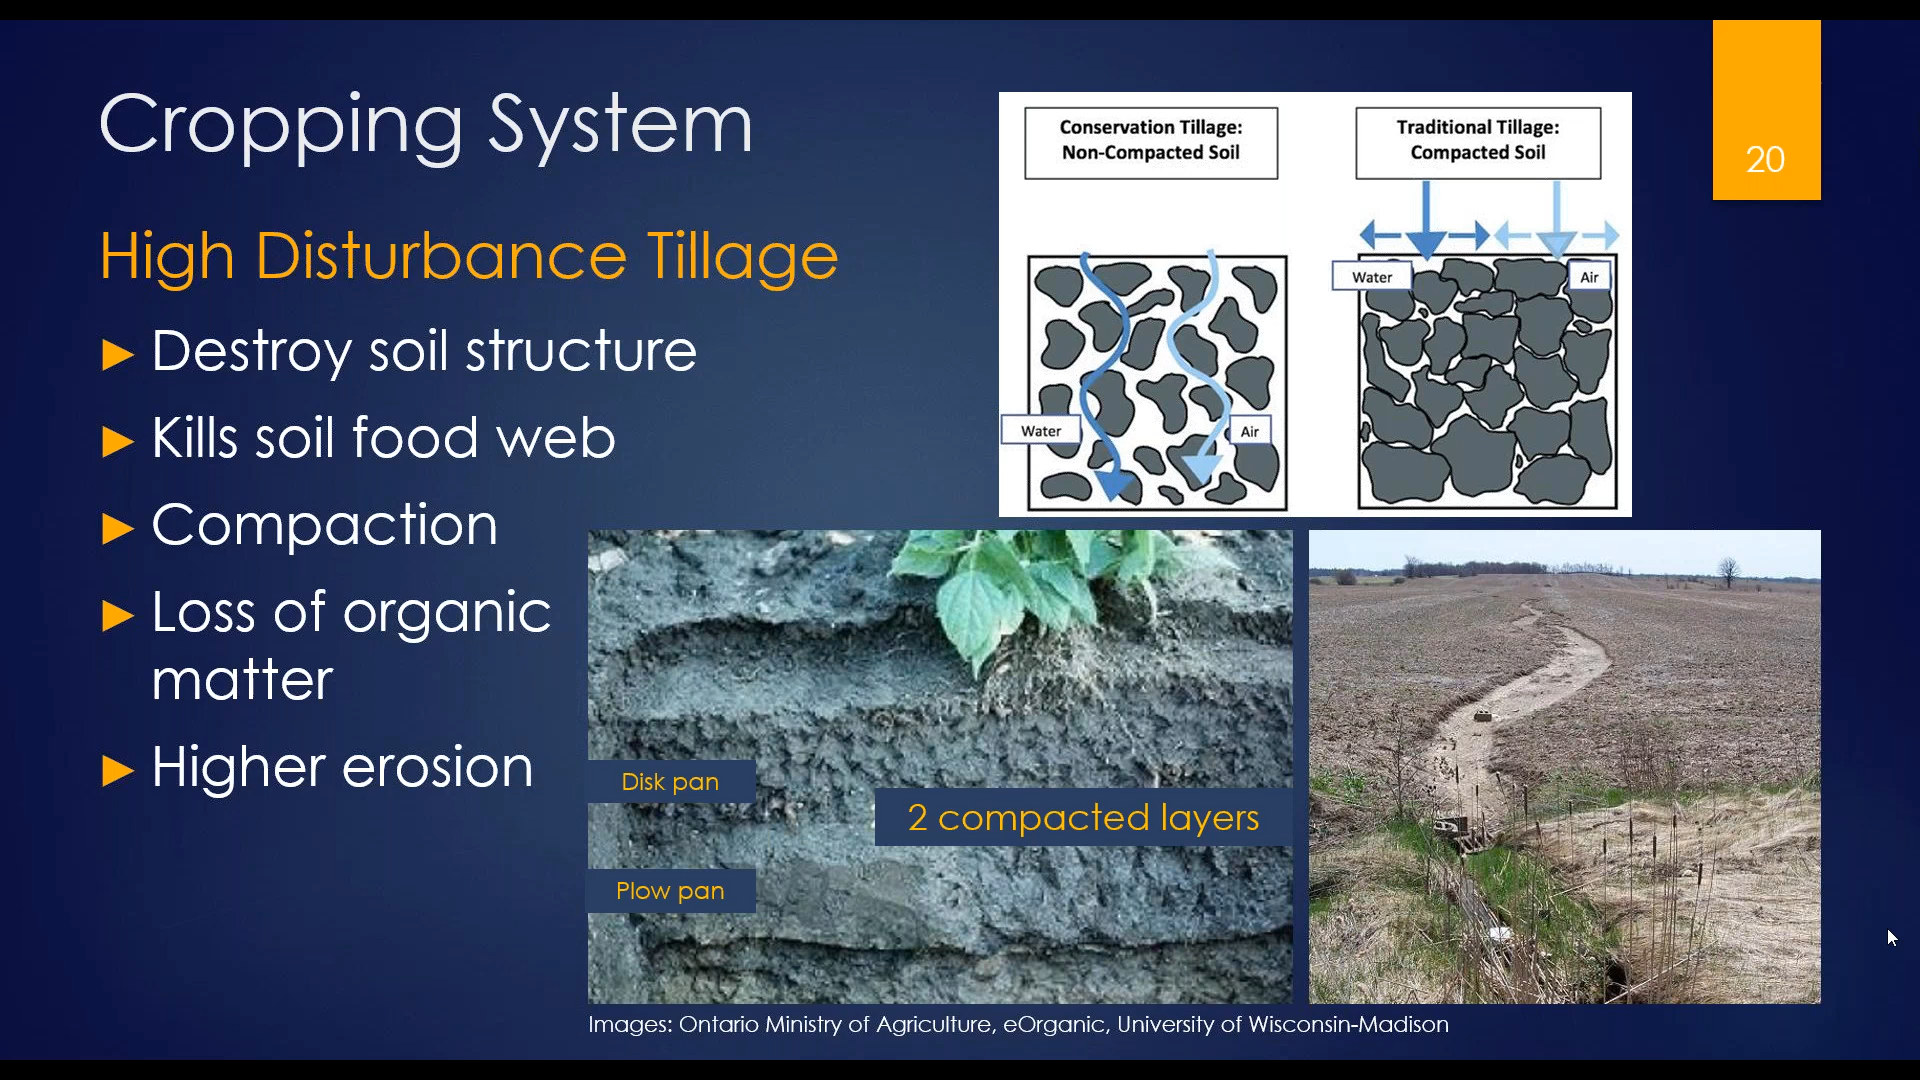 Cropping System
20
High Disturbance Tillage
Destroy soil structure
Kills soil food web
Compaction
Loss of organic
matter
Higher erosion
Conservation Tillage:
Non-Compacted Soil
Water
Air
Traditional Tillage:
Compacted Soil
Water
Air
Disk pan
2 compacted layers
Plow pan
Images: Ontario Ministry of Agriculture, eOrganic, University of Wisconsin-Madison